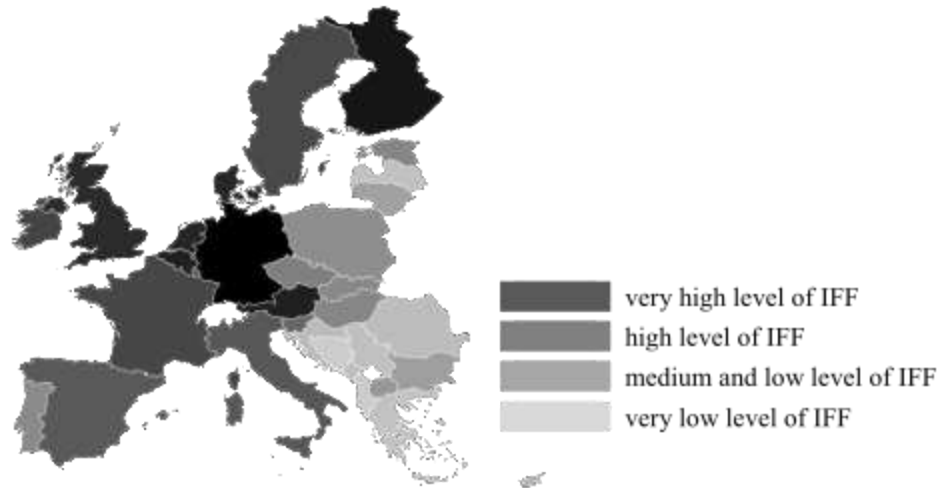 very high level of IFF
high level of IFF
medium and low level of IFF
very low level of IFF